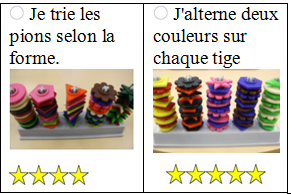 Je trie les
pions selon la
forme.
J'alterne deux
couleurs sur
chaque tige